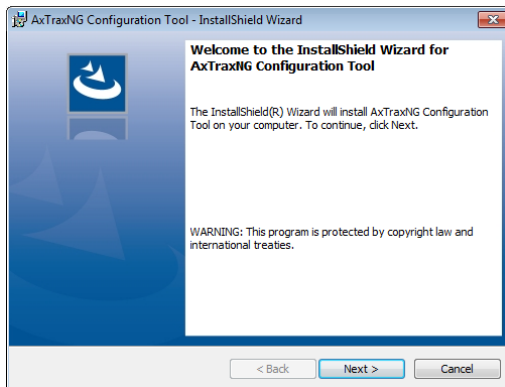 AxTraxNG Configuration Tool - InstallShield Wizard
Welcome to the InstallShield Wizard for
AxTraxNG Configuration Tool
The InstallShield(R) Wizard will install AxTraxNG Configuration
Tool on your computer. To continue, click Next.
WARNING: This program is protected by copyright law and
international treaties.
< Back
Next >
Cancel